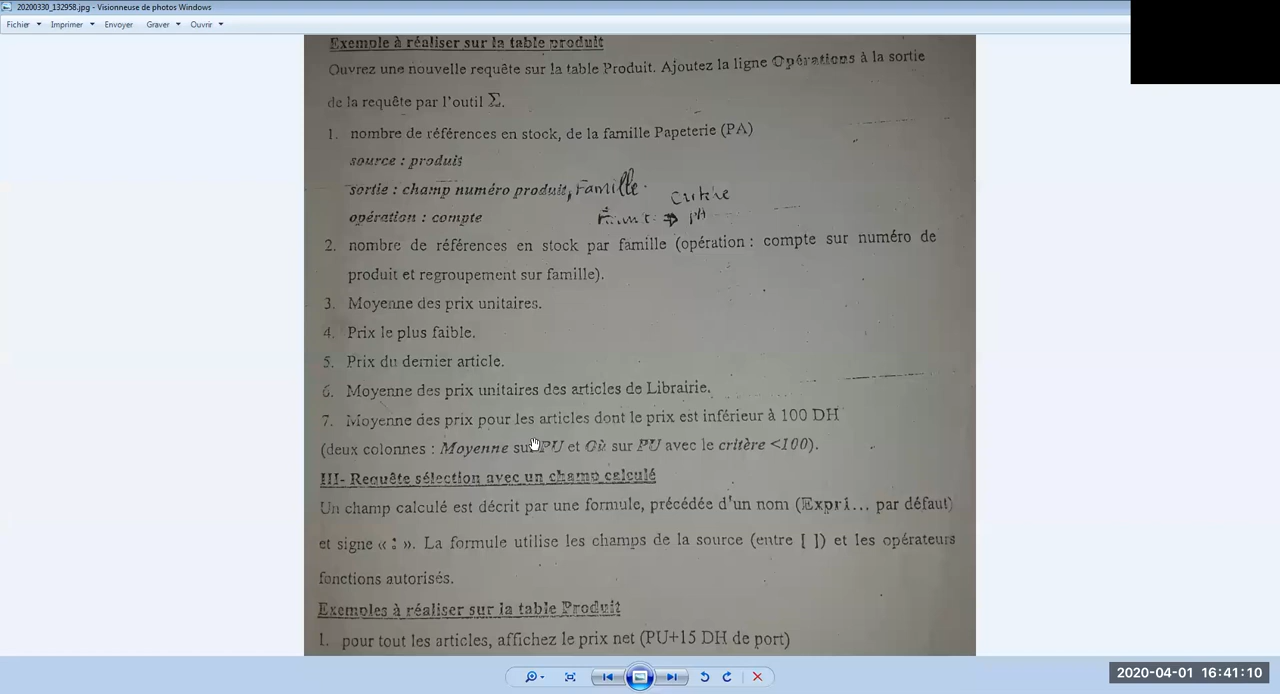 20200330_132958.jpg - Visionneuse de photos Windows
Fichier Imprimer Envoyer Graver Ouvrir
Exemple à réaliser sur la table produit
Ouvrez une nouvelle requête sur la table Produit. Ajoutez la ligne Opérations à la sortie
de la requête par l'outil Σ.
1. nombre de références en stock, de la famille Papeterie (PA)
source : produit
sortie : champ numéro produit, Famille.
Critère
opération : compte
⇒ PA
2. nombre de références en stock par famille (opération : compte sur numéro de
produit et regroupement sur famille).
3. Moyenne des prix unitaires.
4. Prix le plus faible.
5. Prix du dernier article.
6. Moyenne des prix unitaires des articles de Librairie.
7. Moyenne des prix pour les articles dont le prix est inférieur à 100 DH
(deux colonnes : Moyenne sur PU et Où sur PU avec le critère <100).
III- Requête sélection avec un champ calculé
Un champ calculé est décrit par une formule, précédée d'un nom (Expri... par défaut)
et signe « : ». La formule utilise les champs de la source (entre [ ]) et les opérateurs
fonctions autorisés.
Exemples à réaliser sur la table Produit
1. pour tout les articles, affichez le prix net (PU+15 DH de port)
2020-04-01 16:41:10